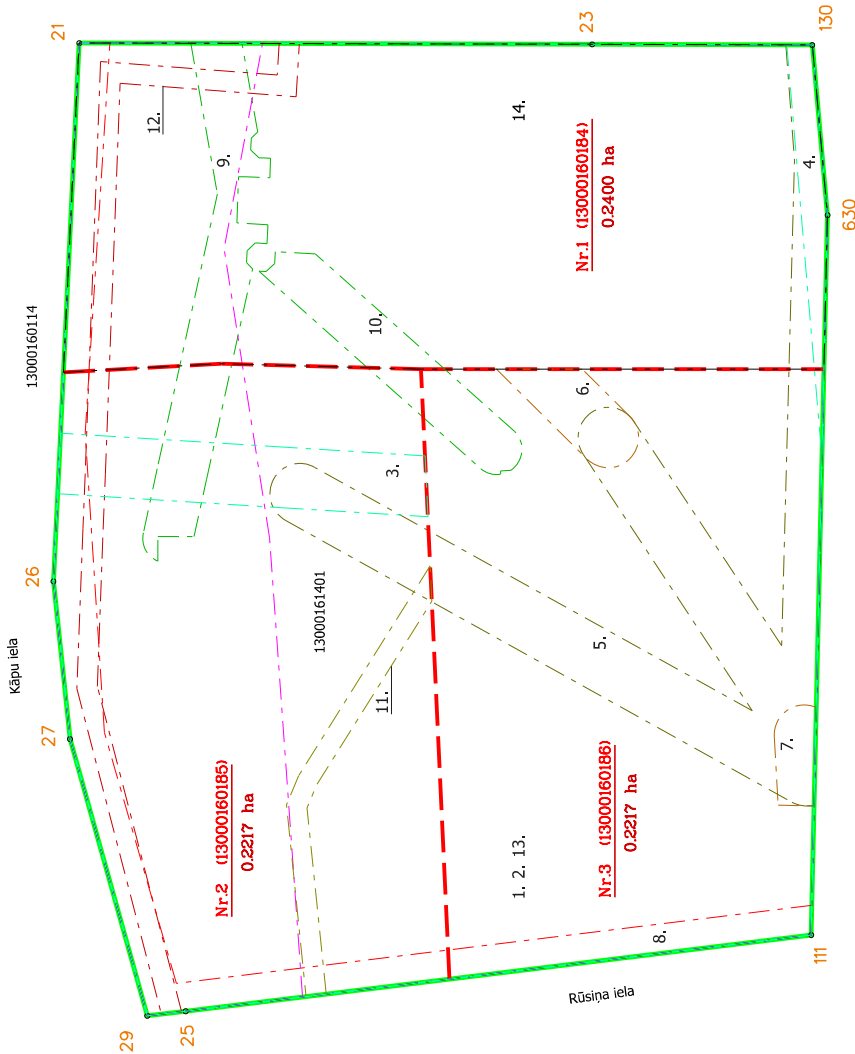 21
23
130
12.
9.
14.
4.
Nr.1 (13000160184)
0.2400 ha
630
13000160114
10.
6.
3.
26
13000161401
Kāpu iela
5.
11.
27
7.
Nr.2 (13000160185)
0.2217 ha
Nr.3 (13000160186)
0.2217 ha
1. 2. 13.
8.
111
Rūsiņa iela
29
25